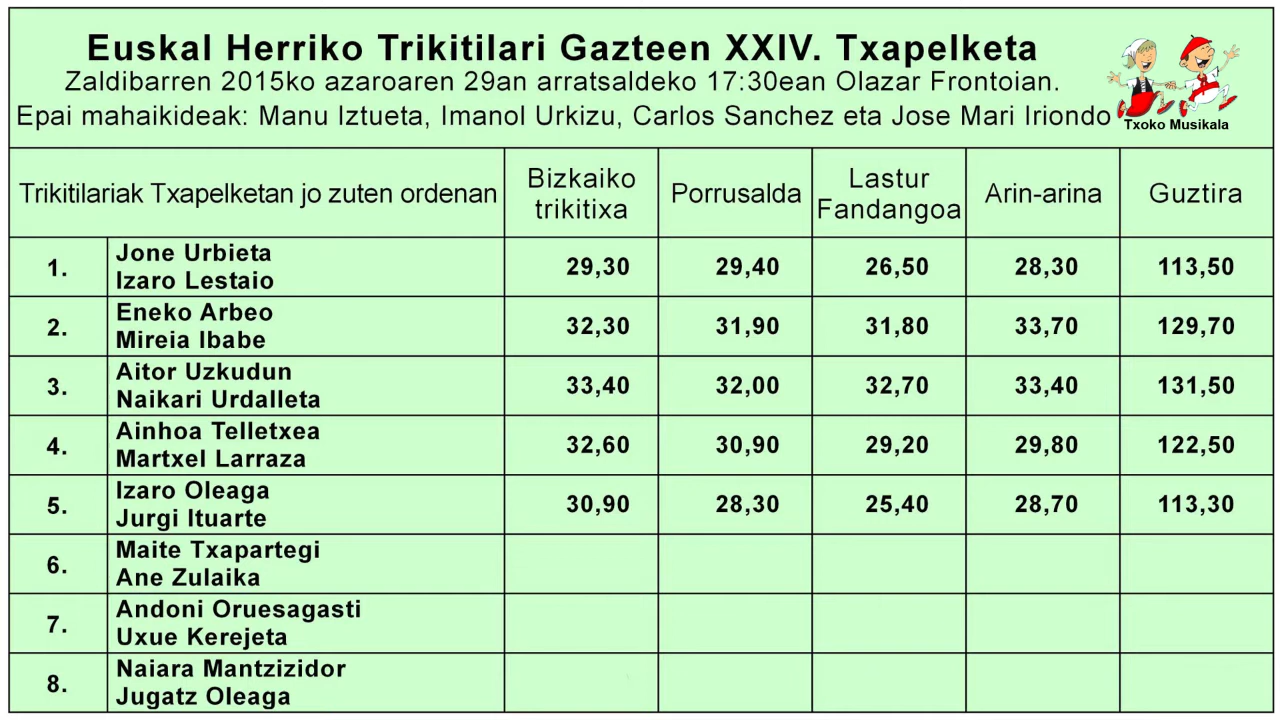 Euskal Herriko Trikitilari Gazteen XXIV. Txapelketa
Zaldibarren 2015ko azaroaren 29an arratsaldeko 17:30ean Olazar Frontoian.
Epai mahaikideak: Manu Iztueta, Imanol Urkizu, Carlos Sanchez eta Jose Mari Iriondo
Txoko Musikala
Trikitilariak Txapelketan jo zuten ordenan
Bizkaiko
trikitixa
Porrusalda
Lastur
Fandangoa
Arin-arina
Guztira
1.
Jone Urbieta
Izaro Lestaio
29,30
29,40
26,50
28,30
113,50
2.
Eneko Arbeo
Mireia Ibabe
32,30
31,90
31,80
33,70
129,70
3.
Aitor Uzkudun
Naikari Urdalleta
33,40
32,00
32,70
33,40
131,50
4.
Ainhoa Telletxea
Martxel Larraza
32,60
30,90
29,20
29,80
122,50
5.
Izaro Oleaga
Jurgi Ituarte
30,90
28,30
25,40
28,70
113,30
6.
Maite Txapartegi
Ane Zulaika
7.
Andoni Oruesagasti
Uxue Kerejeta
8.
Naiara Mantzizidor
Jugatz Oleaga